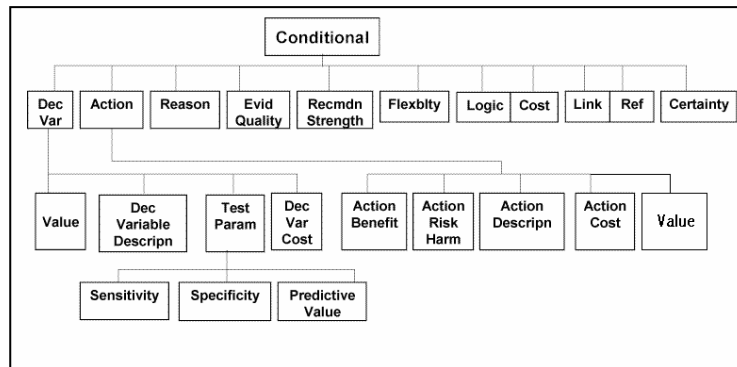 Conditional
Dec
Var
Action
Reason
Evid
Quality
Recmdn
Strength
Flexblty
Logic
Cost
Link
Ref
Certainty
Value
Dec
Variable
Descripn
Test
Param
Dec
Var
Cost
Action
Benefit
Action
Risk
Harm
Action
Descripn
Action
Cost
Value
Sensitivity
Specificity
Predictive
Value